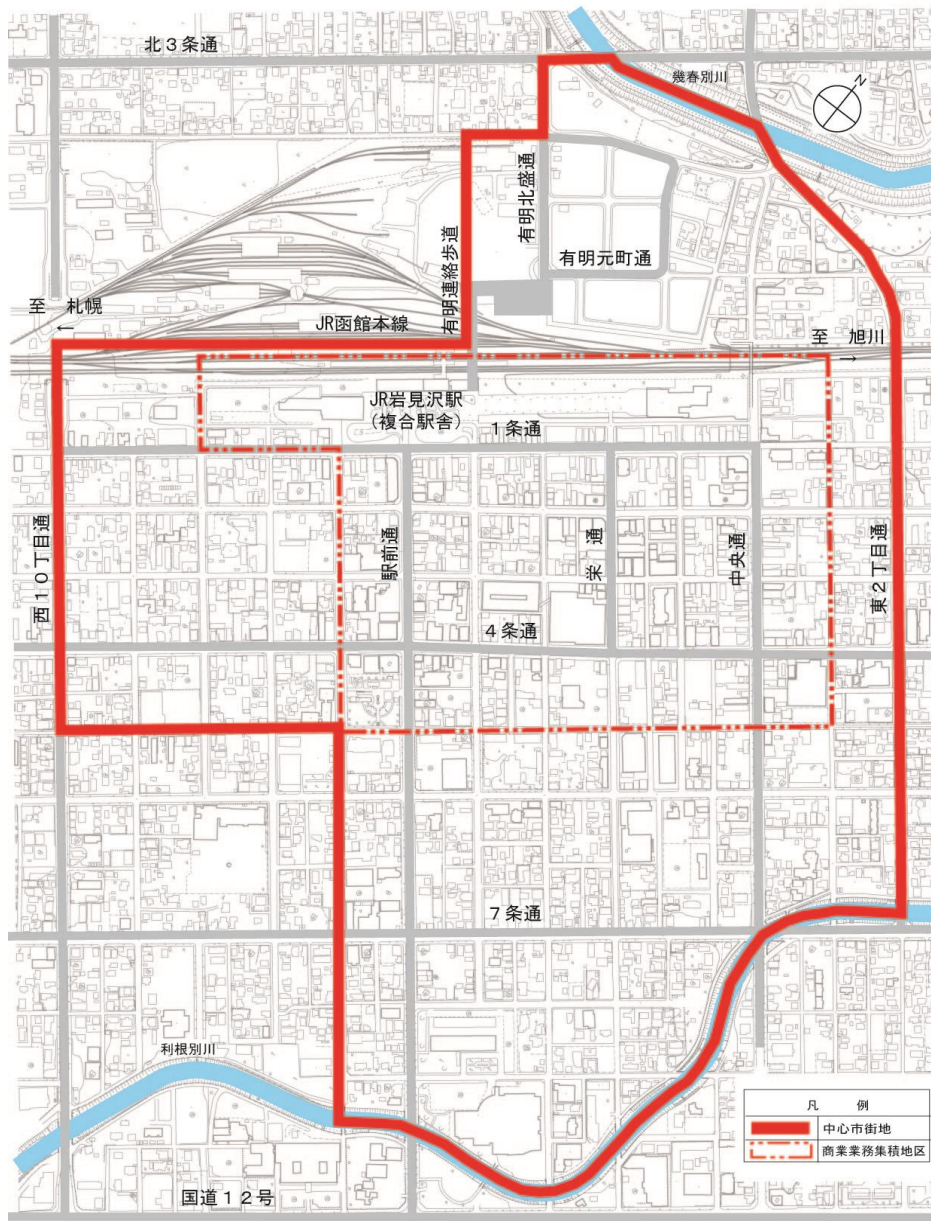 北３条通
幾春別川
N
有明北盛通
有明連絡歩道
有明元町通
至　札幌
←
JR函館本線
至　旭川
→
JR岩見沢駅
(複合駅舎)
１条通
西１０丁目通
駅前通
栄　通
中央通
東２丁目通
４条通
７条通
利根別川
国道１２号
凡　例
中心市街地
商業業務集積地区